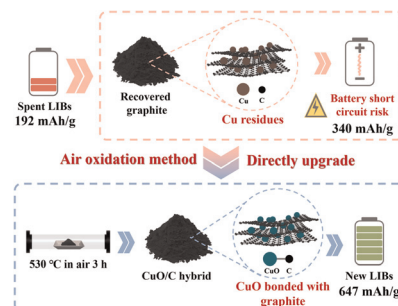 Spent LIBs
192 mAh/g
Recovered
graphite
Cu C
Cu residues
+
-
Battery short
circuit risk
340 mAh/g
Air oxidation method
Directly upgrade
530 °C in air 3 h
CuO/C hybrid
CuO C
CuO bonded with
graphite
New LIBs
647 mAh/g